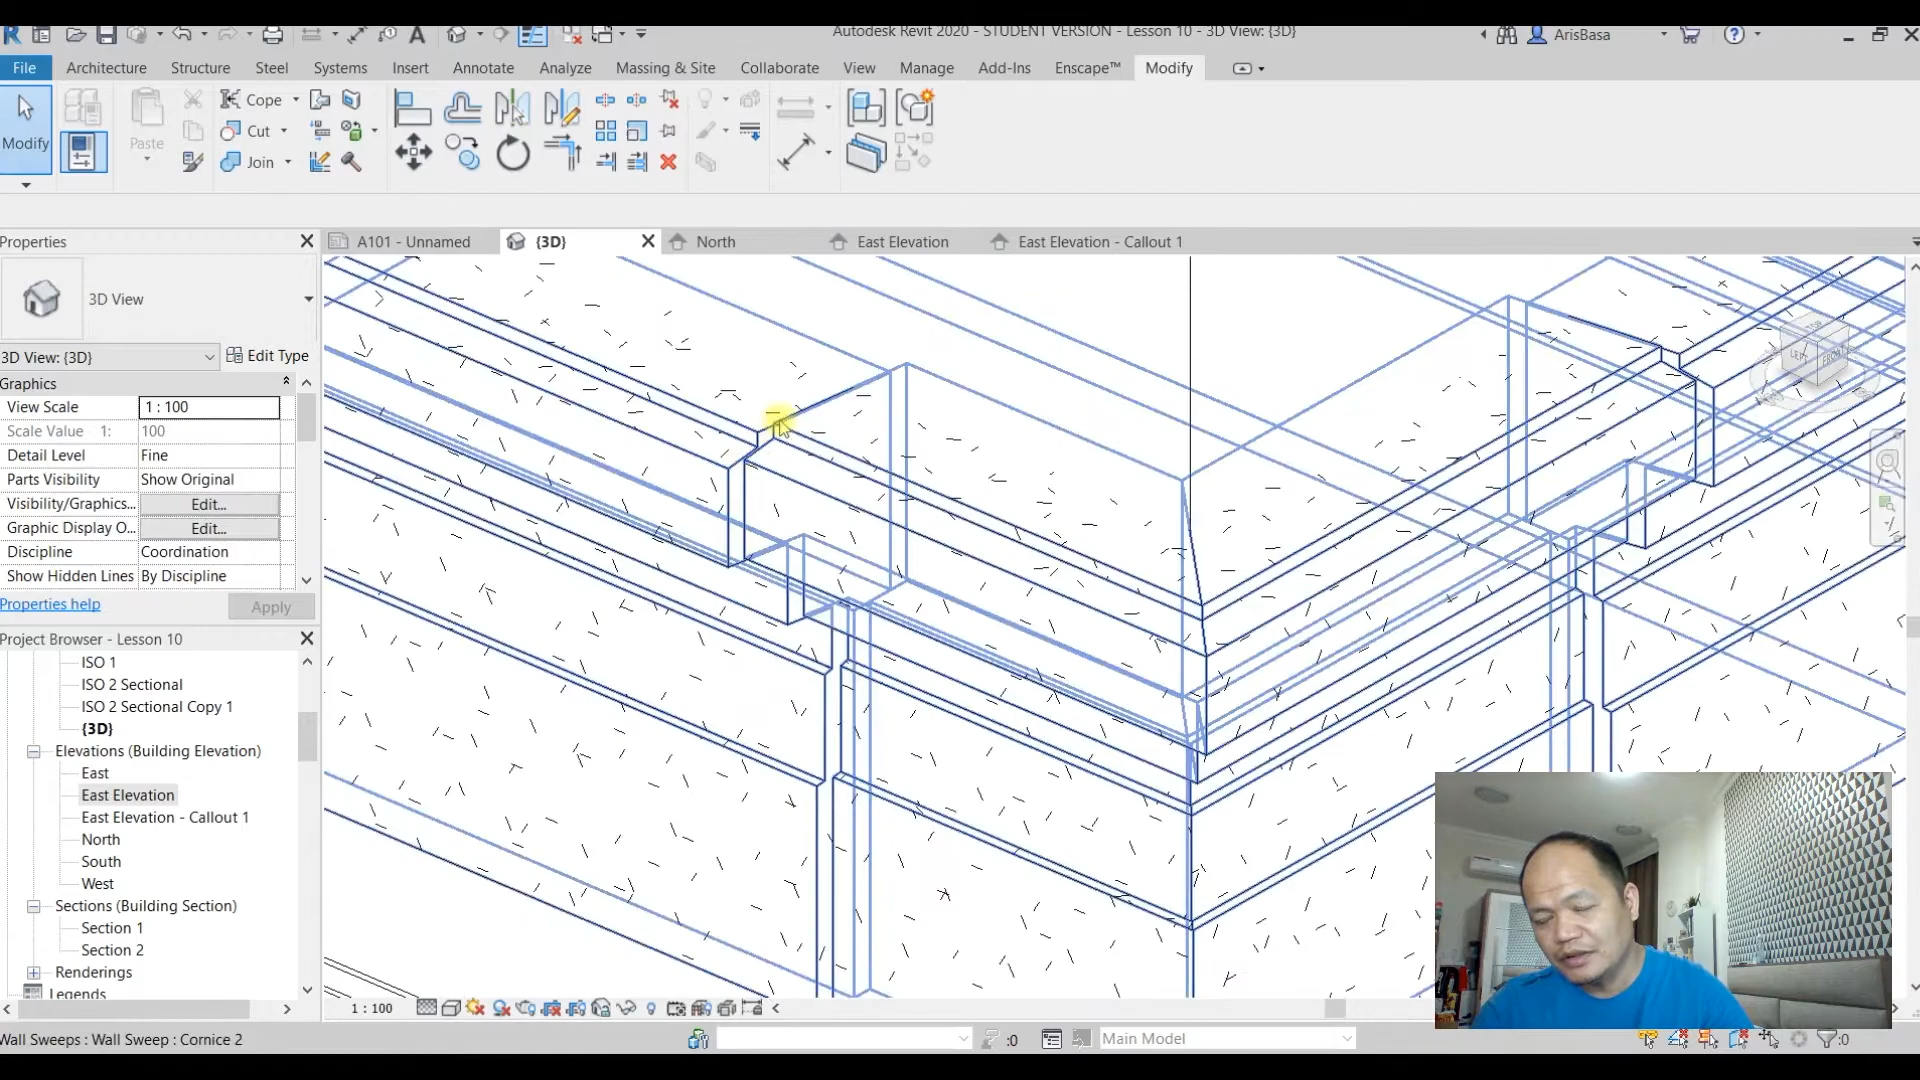 Autodesk Revit 2020 - STUDENT VERSION - Lesson 10 - 3D View: {3D}
ArisBasa
File Architecture Structure Steel Systems Insert Annotate Analyze Massing & Site Collaborate View Manage Add-Ins Enscape™ Modify
Modify
Paste
Cope
Cut
Join
Properties
A101 - Unnamed
{3D}
North
East Elevation
East Elevation - Callout 1
3D View
3D View: {3D}
Edit Type
Graphics
View Scale 1 : 100
Scale Value 1: 100
Detail Level Fine
Parts Visibility Show Original
Visibility/Graphics... Edit...
Graphic Display O... Edit...
Discipline Coordination
Show Hidden Lines By Discipline
Properties help
Apply
Project Browser - Lesson 10
ISO 1
ISO 2 Sectional
ISO 2 Sectional Copy 1
{3D}
Elevations (Building Elevation)
East
East Elevation
East Elevation - Callout 1
North
South
West
Sections (Building Section)
Section 1
Section 2
Renderings
Legends
TOP
LEFT
FRONT
1 : 100
Wall Sweeps : Wall Sweep : Cornice 2
:0
Main Model
:0